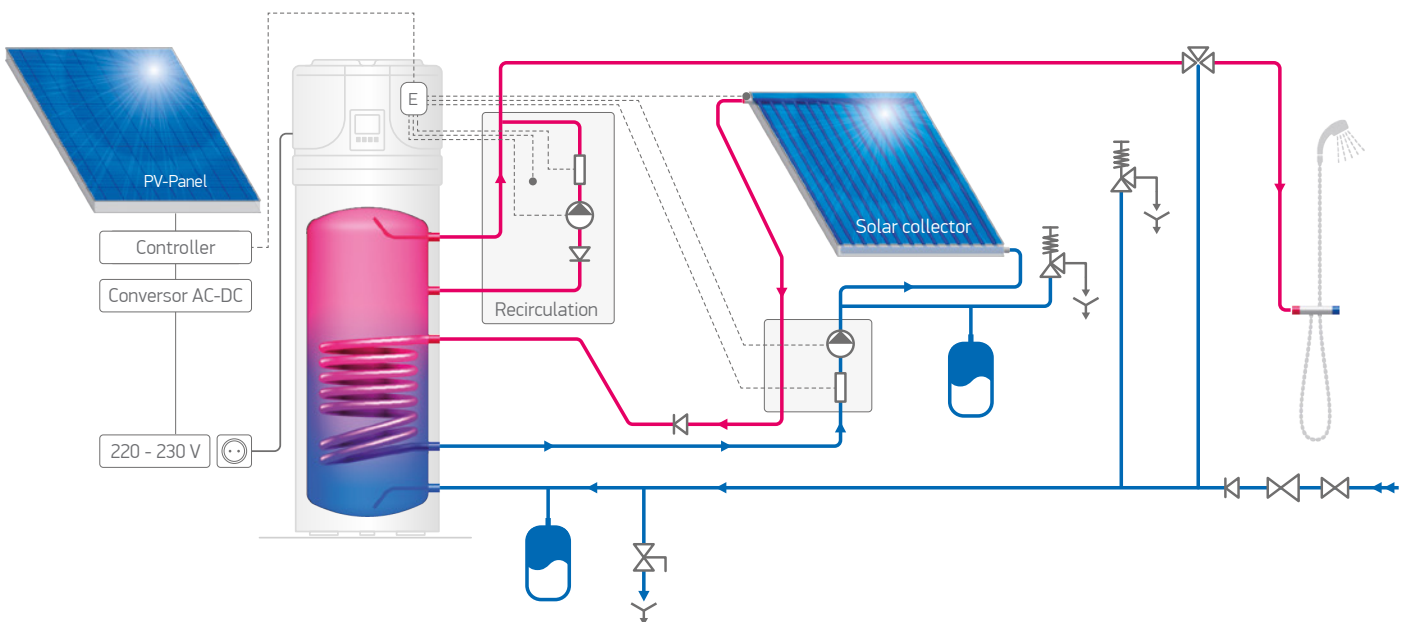 E
PV-Panel
Solar collector
Controller
Conversor AC-DC
Recirculation
220 - 230 V